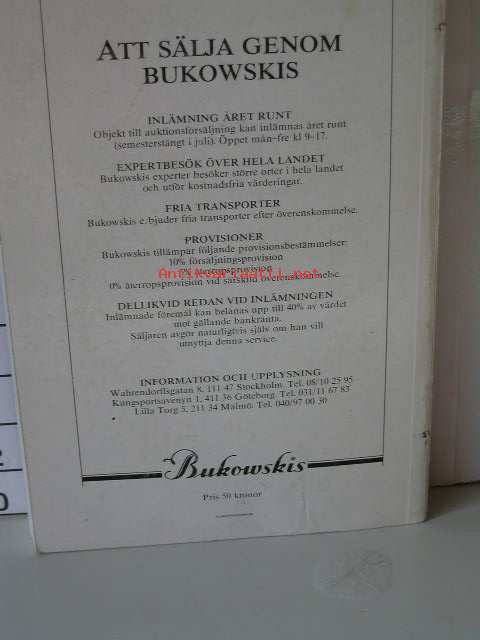 ATT SÄLJA GENOM
BUKOWSKIS
INLÄMNING ÅRET RUNT
Objekt till auktionsförsäljning kan inlämnas året runt
(semesterstängt i juli). Öppet mån–fre kl 9–17.
EXPERTBESÖK ÖVER HELA LANDET
Bukowskis experter besöker större orter i hela landet
och utför kostnadsfria värderingar.
FRIA TRANSPORTER
Bukowskis erbjuder fria transporter efter överenskommelse.
PROVISIONER
Bukowskis tillämpar följande provisionsbestämmelser:
10% försäljningsprovision
återropsprovision
Antikvariaatti.net
0% återropsprovision vid särskild överenskommelse.
DELLIKVID REDAN VID INLÄMNINGEN
Inlämnade föremål kan belånas upp till 40% av värdet
mot gällande bankränta.
Säljaren avgör naturligtvis själv om han vill
utnyttja denna service.
INFORMATION OCH UPPLYSNING
Wahrendorffsgatan 8, 111 47 Stockholm. Tel. 08/10 25 95
Kungsportsavenyn 1, 411 36 Göteborg. Tel. 031/11 67 83
Lilla Torg 5, 211 34 Malmö. Tel. 040/97 00 30
Bukowskis
Pris 50 kronor
2
0